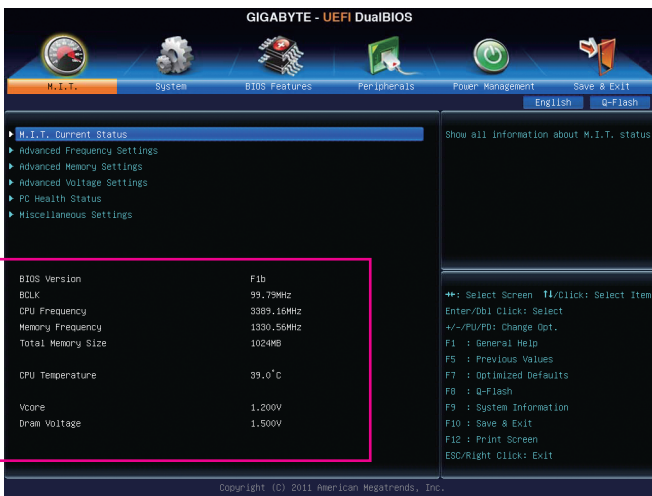 GIGABYTE - UEFI DualBIOS
M.I.T. System BIOS Features Peripherals Power Management Save & Exit
English Q-Flash
M.I.T. Current Status
Advanced Frequency Settings
Advanced Memory Settings
Advanced Voltage Settings
PC Health Status
Miscellaneous Settings
Show all information about M.I.T. status
BIOS Version F1b
BCLK 99.79MHz
CPU Frequency 3389.16MHz
Memory Frequency 1330.56MHz
Total Memory Size 1024MB
CPU Temperature 39.0°C
Vcore 1.200V
Dram Voltage 1.500V
→←: Select Screen ↑↓/Click: Select Item
Enter/Dbl Click: Select
+/-/PU/PD: Change Opt.
F1 : General Help
F5 : Previous Values
F7 : Optimized Defaults
F8 : Q-Flash
F9 : System Information
F10 : Save & Exit
F12 : Print Screen
ESC/Right Click: Exit
Copyright (C) 2011 American Megatrends, Inc.